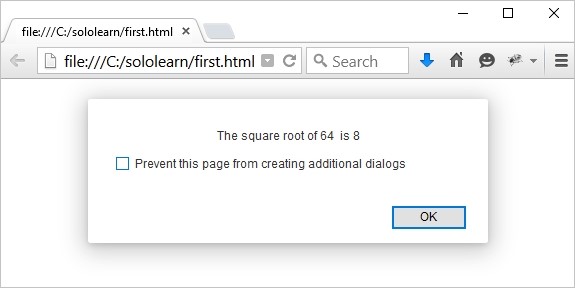 file:///C:/sololearn/first.html
file:///C:/sololearn/first.html
Search
The square root of 64  is 8
Prevent this page from creating additional dialogs
OK